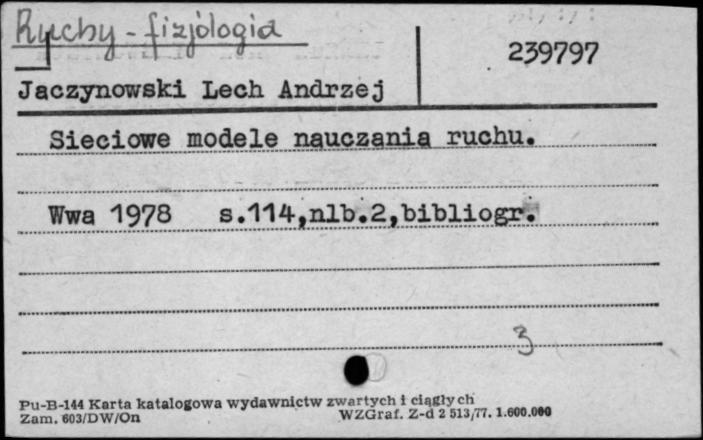 Ruchy - fizjologia
239797
Jaczynowski Lech Andrzej
Sieciowe modele nauczania ruchu.
Wwa 1978 s.114,nlb.2,bibliogr.
3
Pu-B-144 Karta katalogowa wydawnictw zwartych i ciągłych
Zam. 603/DW/On WZGraf. Z-d 2 513/77. 1.600.000